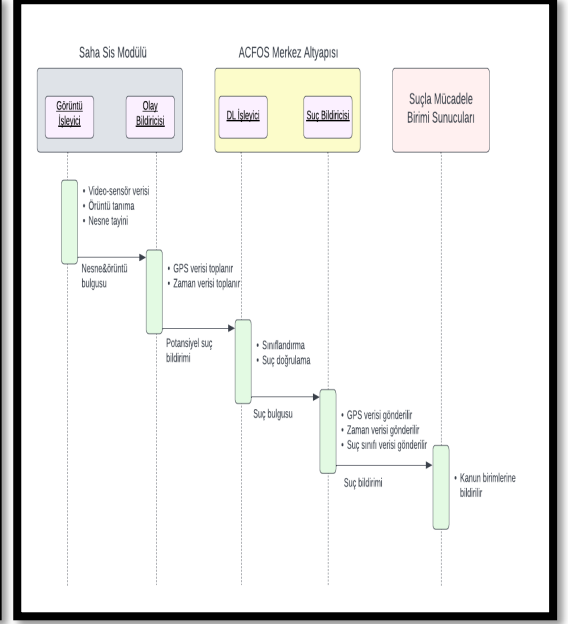 Saha Sis Modülü
ACFOS Merkez Altyapısı
Görüntü
İşleyici
Olay
Bildiricisi
DL İşleyici
Suç Bildiricisi
Suçla Mücadele
Birimi Sunucuları
• Video-sensör verisi
• Örüntü tanıma
• Nesne tayini
Nesne&örüntü
bulgusu
• GPS verisi toplanır
• Zaman verisi toplanır
Potansiyel suç
bildirimi
• Sınıflandırma
• Suç doğrulama
Suç bulgusu
• GPS verisi gönderilir
• Zaman verisi gönderilir
• Suç sınıfı verisi gönderilir
Suç bildirimi
• Kanun birimlerine
bildirilir